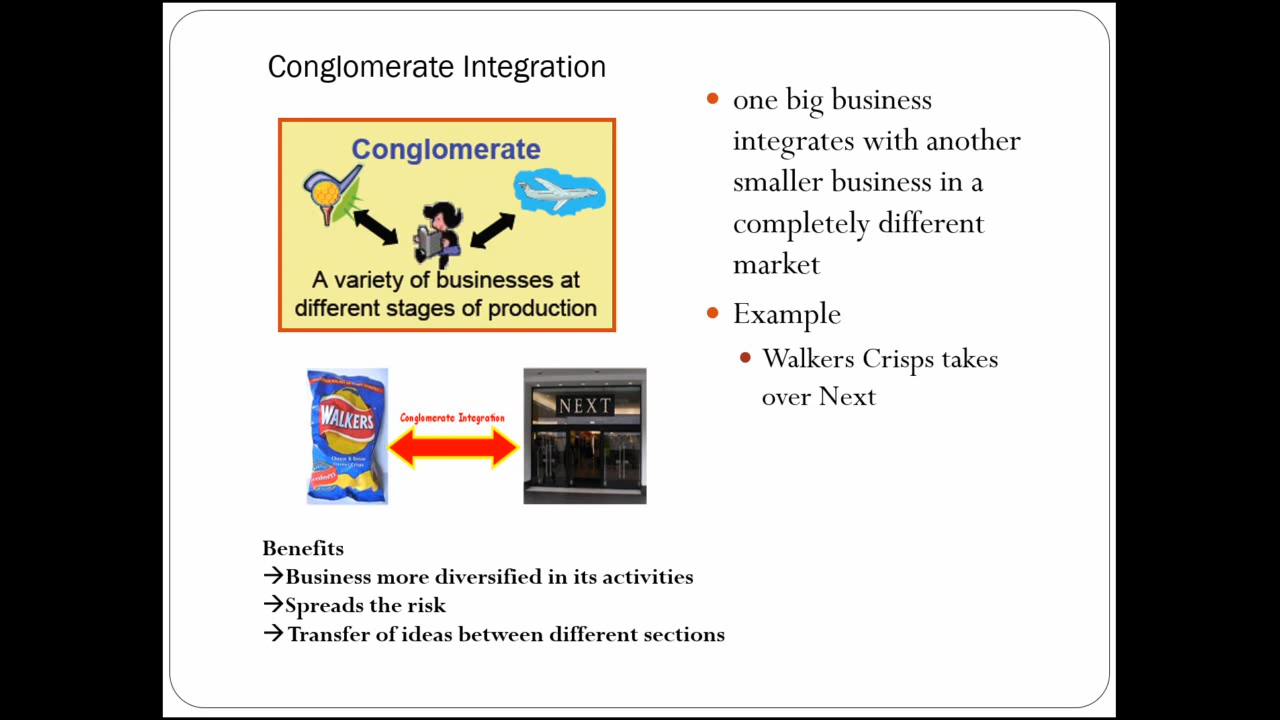 Conglomerate Integration
Conglomerate
A variety of businesses at
different stages of production
WALKERS
Conglomerate Integration
NEXT
Benefits
→Business more diversified in its activities
→Spreads the risk
→Transfer of ideas between different sections
• one big business
integrates with another
smaller business in a
completely different
market
• Example
• Walkers Crisps takes
over Next